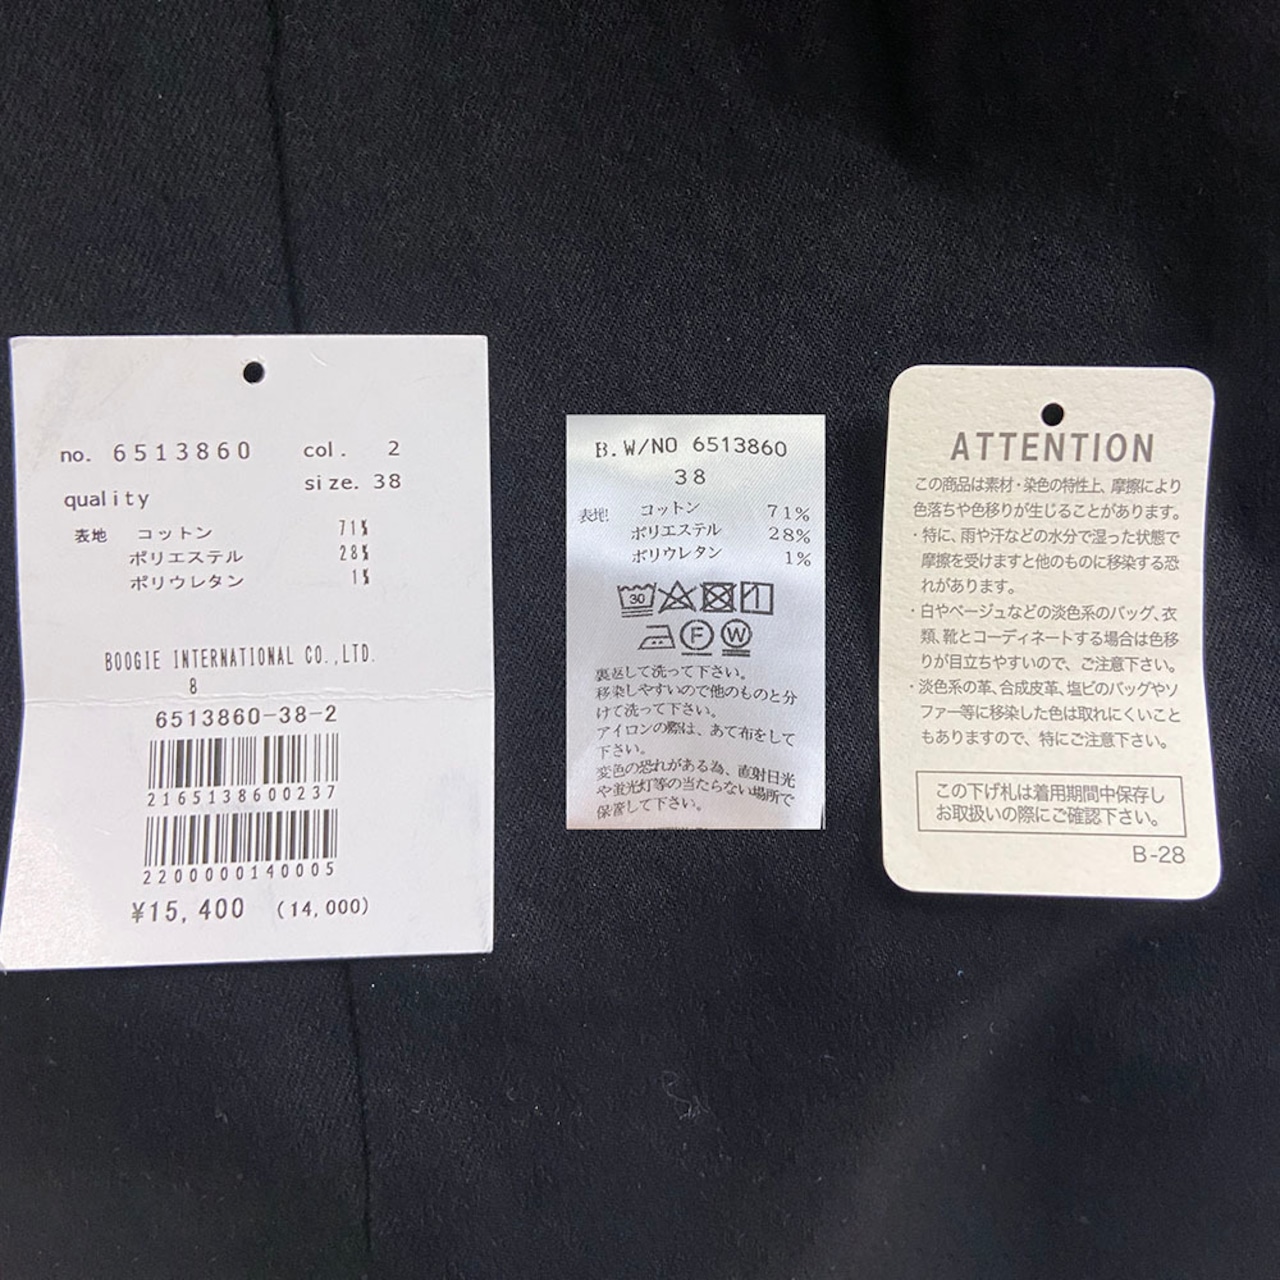 no. 6513860 col. 2
size. 38
quality
表地 コットン 71%
ポリエステル 28%
ポリウレタン 1%
BOOGIE INTERNATIONAL CO.,LTD.
8
6513860-38-2
2165138600237
2200000140005
¥15,400 (14,000)
B.W/NO 6513860
38
表地 コットン 71%
ポリエステル 28%
ポリウレタン 1%
30
F W
裏返して洗って下さい。
移染しやすいので他のものと分
けて洗って下さい。
アイロンの際は、あて布をして
下さい。
変色の恐れがある為、直射日光
や蛍光灯等の当たらない場所で
保管して下さい。
ATTENTION
この商品は素材・染色の特性上、摩擦により
色落ちや色移りが生じることがあります。
・特に、雨や汗などの水分で湿った状態で
摩擦を受けますと他のものに移染する恐
れがあります。
・白やベージュなどの淡色系のバッグ、衣
類、靴とコーディネートする場合は色移
りが目立ちやすいので、ご注意下さい。
・淡色系の革、合成皮革、塩ビのバッグやソ
ファー等に移染した色は取れにくいこと
もありますので、特にご注意下さい。
この下げ札は着用期間中保存し
お取扱いの際にご確認下さい。
B-28